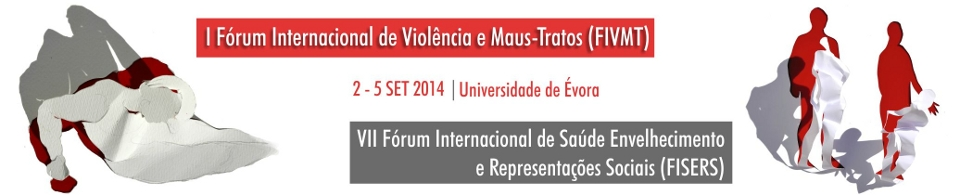 I Fórum Internacional de Violência e Maus-Tratos (FIVMT)
2 - 5 SET 2014 | Universidade de Évora
VII Fórum Internacional de Saúde Envelhecimento
e Representações Sociais (FISERS)